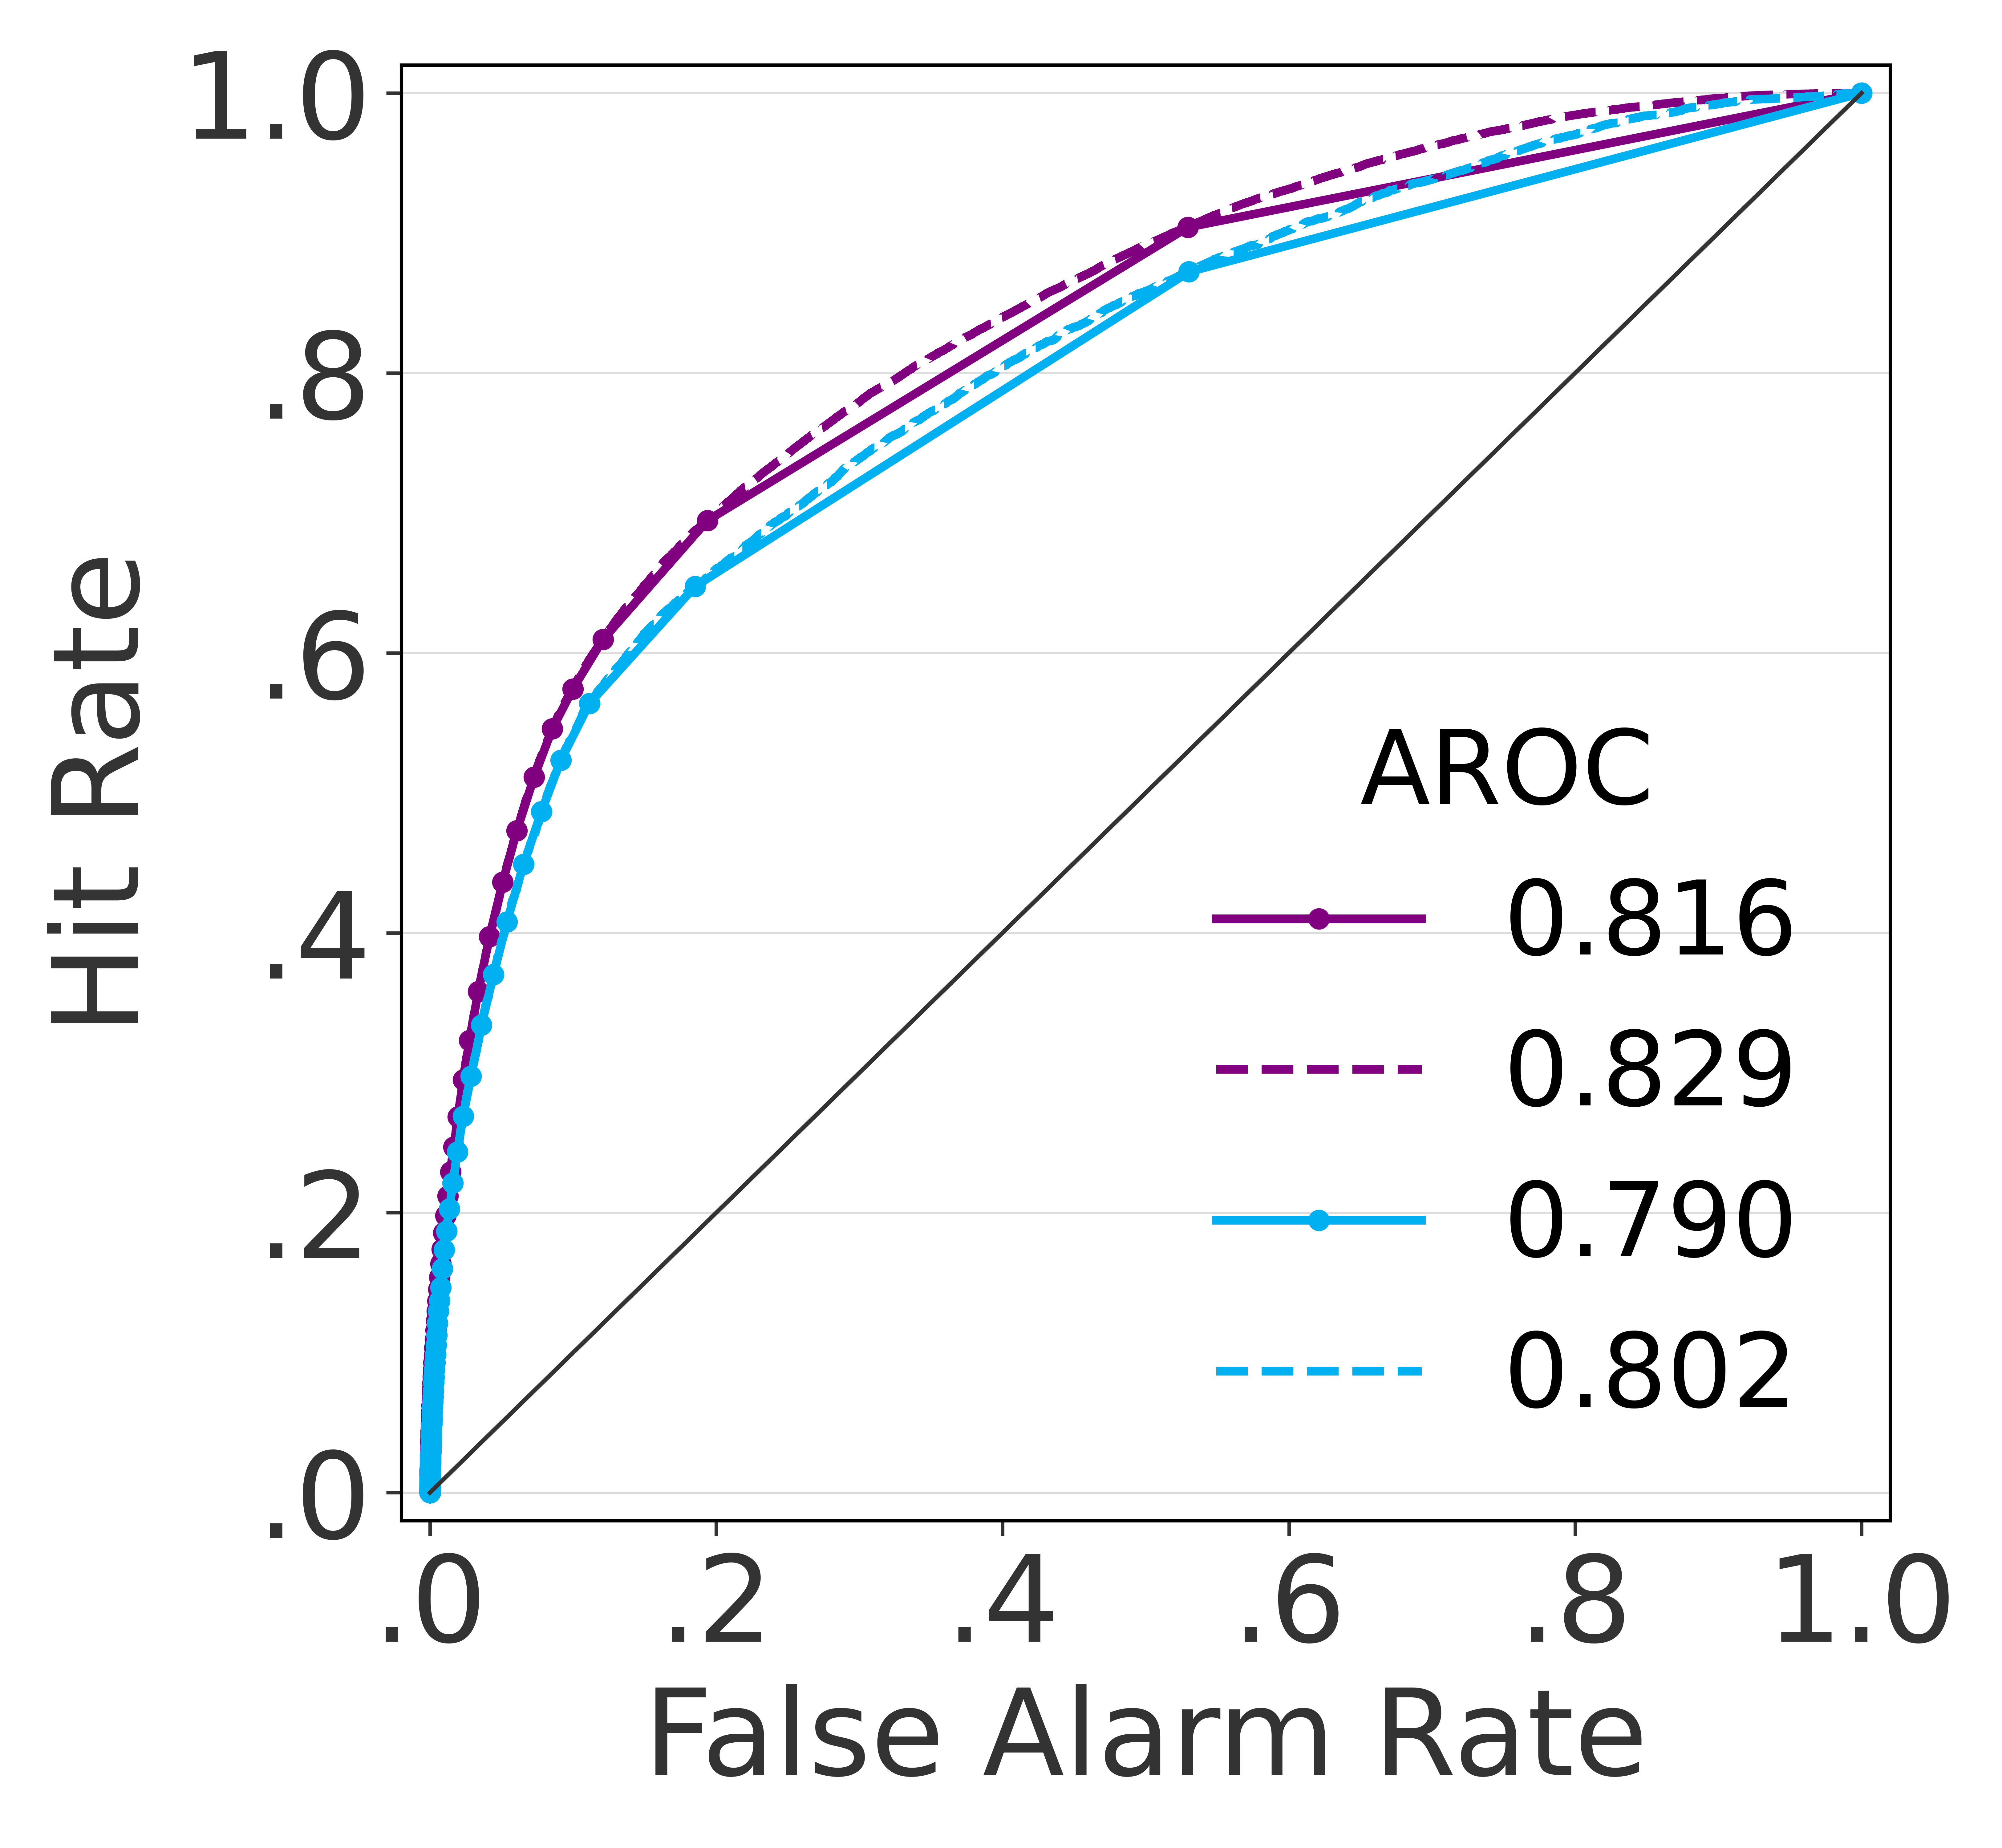 1.0
.8
.6
.4
.2
.0
Hit Rate
AROC
0.816
0.829
0.790
0.802
.0 .2 .4 .6 .8 1.0
False Alarm Rate